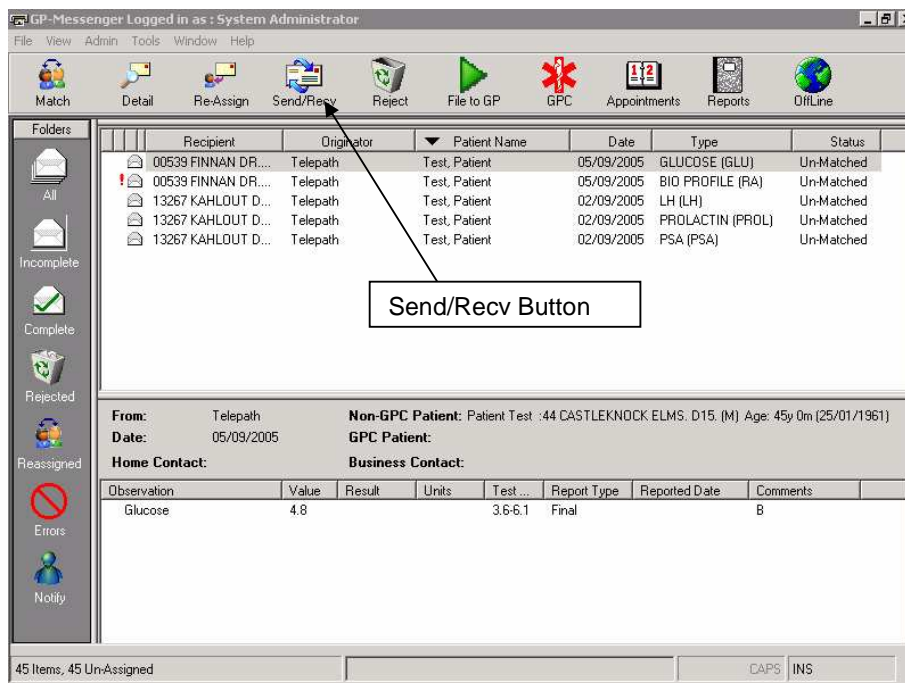 GP-Messenger Logged in as : System Administrator
File View Admin Tools Window Help
Match Detail Re-Assign Send/Recv Reject File to GP GPC Appointments Reports OffLine
Folders
All
Incomplete
Complete
Rejected
Reassigned
Errors
Notify
Recipient Originator Patient Name Date Type Status
00539 FINNAN DR.... Telepath Test, Patient 05/09/2005 GLUCOSE (GLU) Un-Matched
! 00539 FINNAN DR.... Telepath Test, Patient 05/09/2005 BIO PROFILE (RA) Un-Matched
13267 KAHLOUT D... Telepath Test, Patient 02/09/2005 LH (LH) Un-Matched
13267 KAHLOUT D... Telepath Test, Patient 02/09/2005 PROLACTIN (PROL) Un-Matched
13267 KAHLOUT D... Telepath Test, Patient 02/09/2005 PSA (PSA) Un-Matched
Send/Recv Button
From: Telepath Non-GPC Patient: Patient Test :44 CASTLEKNOCK ELMS. D15. (M) Age: 45y 0m (25/01/1961)
Date: 05/09/2005 GPC Patient:
Home Contact: Business Contact:
Observation Value Result Units Test ... Report Type Reported Date Comments
Glucose 4.8 3.6-6.1 Final B
45 Items, 45 Un-Assigned CAPS INS